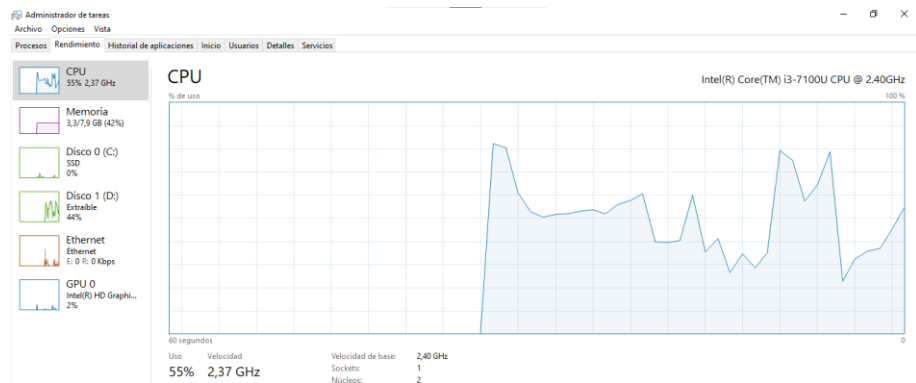 Administrador de tareas
Archivo Opciones Vista
Procesos Rendimiento Historial de aplicaciones Inicio Usuarios Detalles Servicios
CPU
55% 2,37 GHz
Memoria
3,3/7,9 GB (42%)
Disco 0 (C:)
SSD
0%
Disco 1 (D:)
Extraíble
44%
Ethernet
Ethernet
E: 0 R: 0 Kbps
GPU 0
Intel(R) HD Graphi...
2%
CPU
Intel(R) Core(TM) i3-7100U CPU @ 2.40GHz
% de uso
100 %
60 segundos
0
Uso
Velocidad
55%
2,37 GHz
Velocidad de base: 2,40 GHz
Sockets: 1
Núcleos: 2